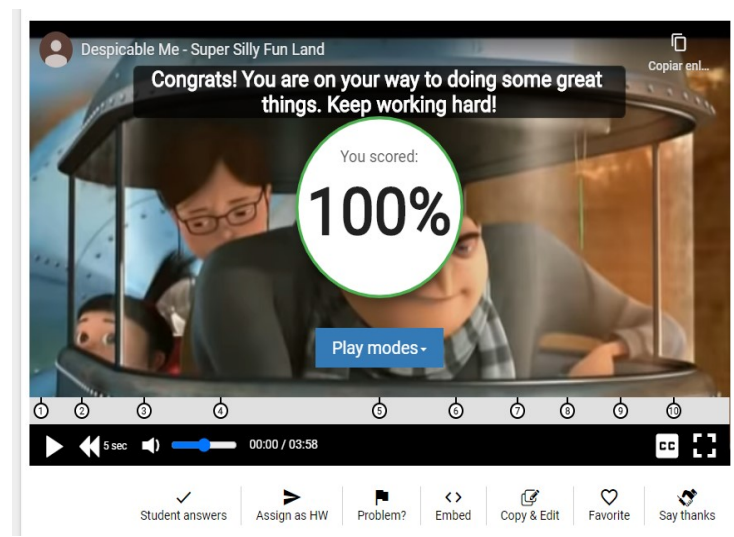 Despicable Me - Super Silly Fun Land
Copiar enl...
Congrats! You are on your way to doing some great
things. Keep working hard!
You scored:
100%
Play modes
1 2 3 4 5 6 7 8 9 10
5 sec 00:00 / 03:58 CC
Student answers Assign as HW Problem? Embed Copy & Edit Favorite Say thanks